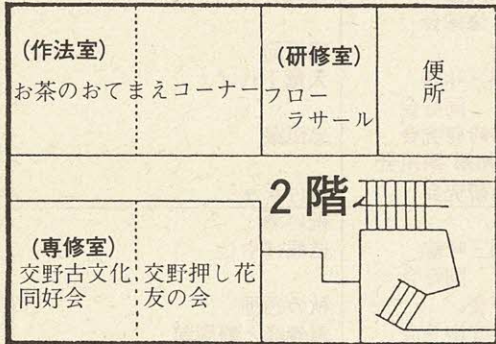 (作法室)
お茶のおてまえコーナー
(研修室)
フロー
ラサール
便所
2階
(専修室)
交野古文化
同好会
交野押し花
友の会